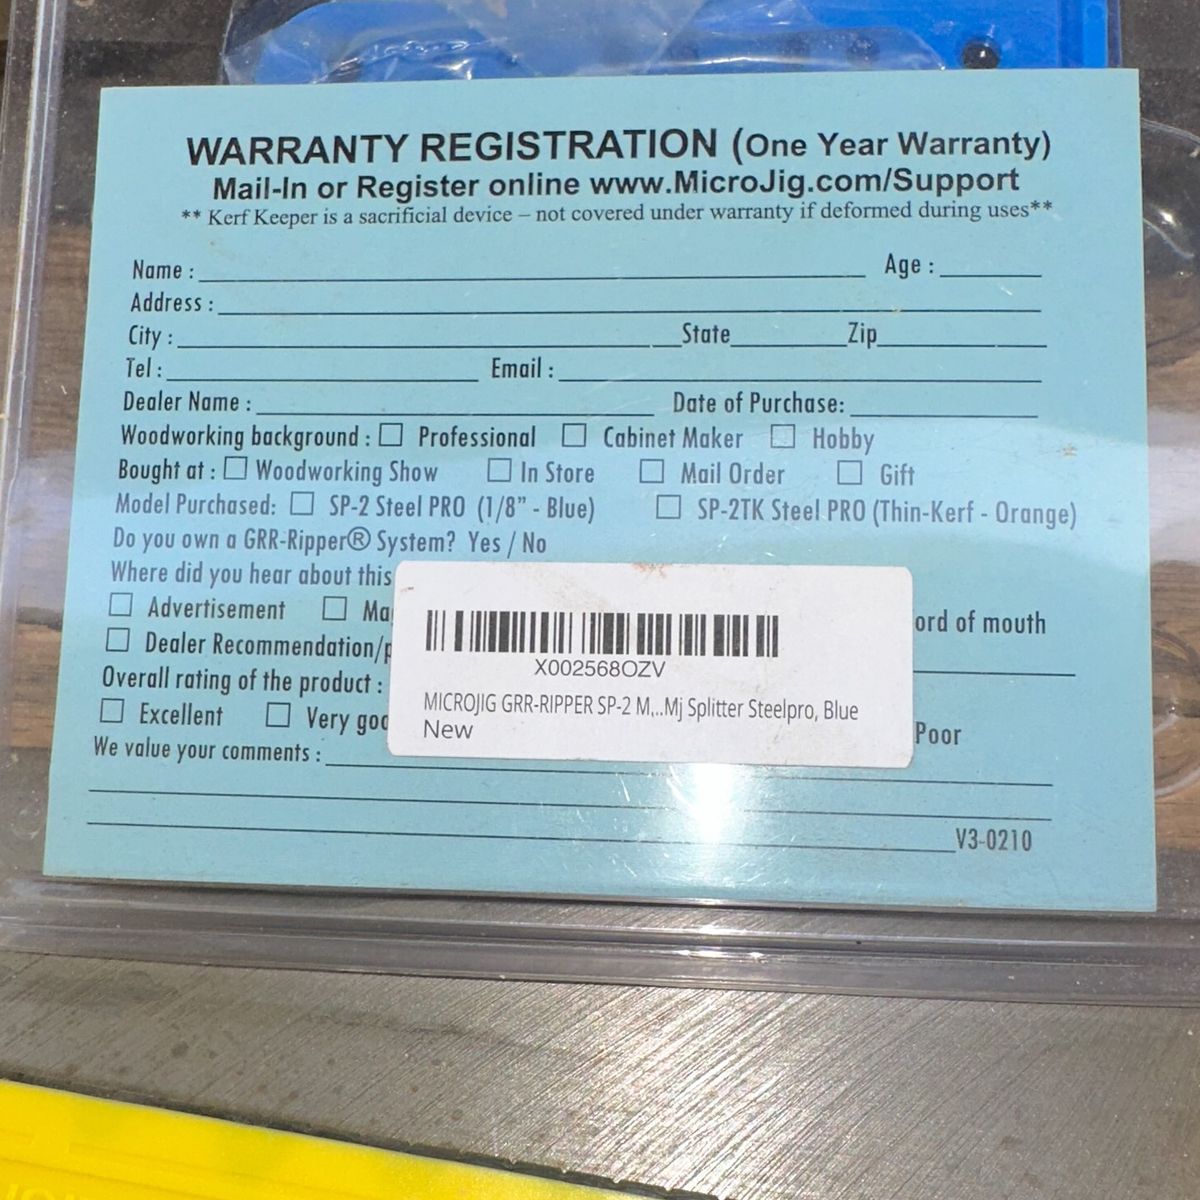 WARRANTY REGISTRATION (One Year Warranty)
Mail-In or Register online www.MicroJig.com/Support
** Kerf Keeper is a sacrificial device – not covered under warranty if deformed during uses**
Name : Age :
Address :
City : State Zip
Tel : Email :
Dealer Name : Date of Purchase:
Woodworking background : Professional Cabinet Maker Hobby
Bought at : Woodworking Show In Store Mail Order Gift
Model Purchased: SP-2 Steel PRO (1/8" - Blue) SP-2TK Steel PRO (Thin-Kerf - Orange)
Do you own a GRR-Ripper® System? Yes / No
Where did you hear about this
Advertisement Ma ord of mouth
Dealer Recommendation/p
Overall rating of the product :
Excellent Very goo Poor
We value your comments :
V3-0210
X002568OZV
MICROJIG GRR-RIPPER SP-2 M,..Mj Splitter Steelpro, Blue
New